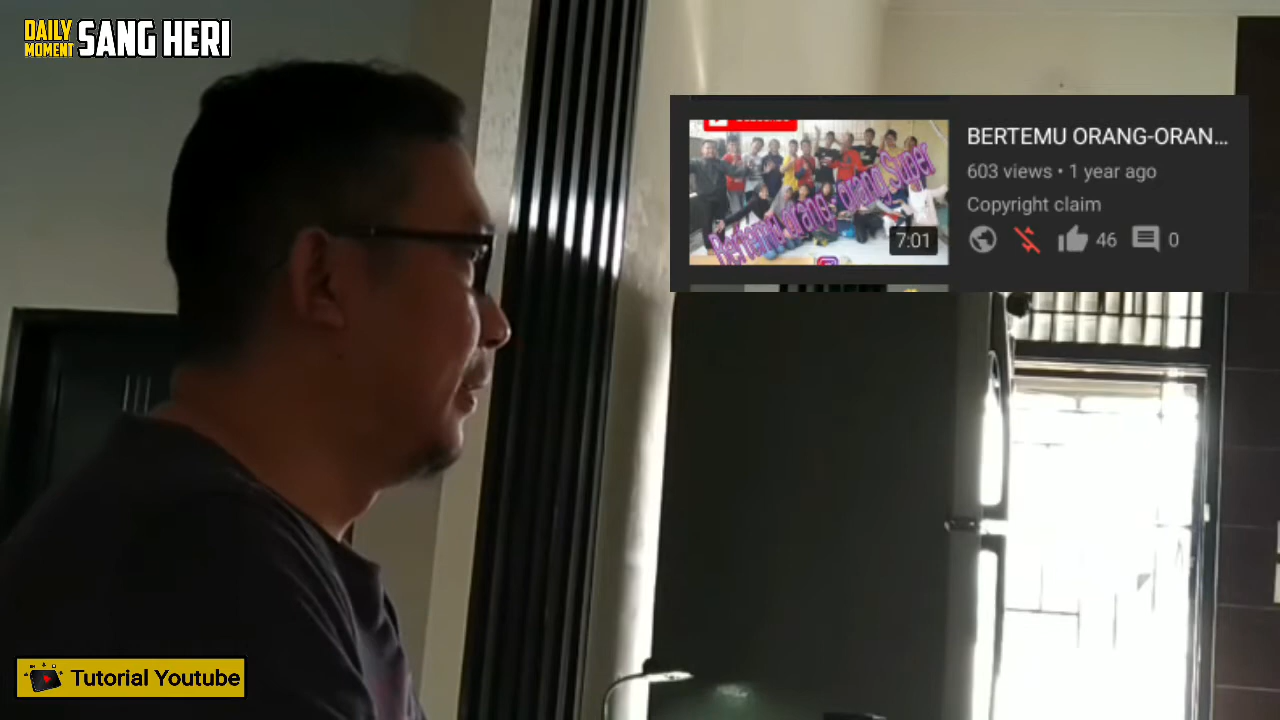 DAILY
MOMENT
SANG HERI
BERTEMU ORANG-ORAN...
603 views • 1 year ago
Copyright claim
46
0
Bertemu orang-orang Super
7:01
Tutorial Youtube